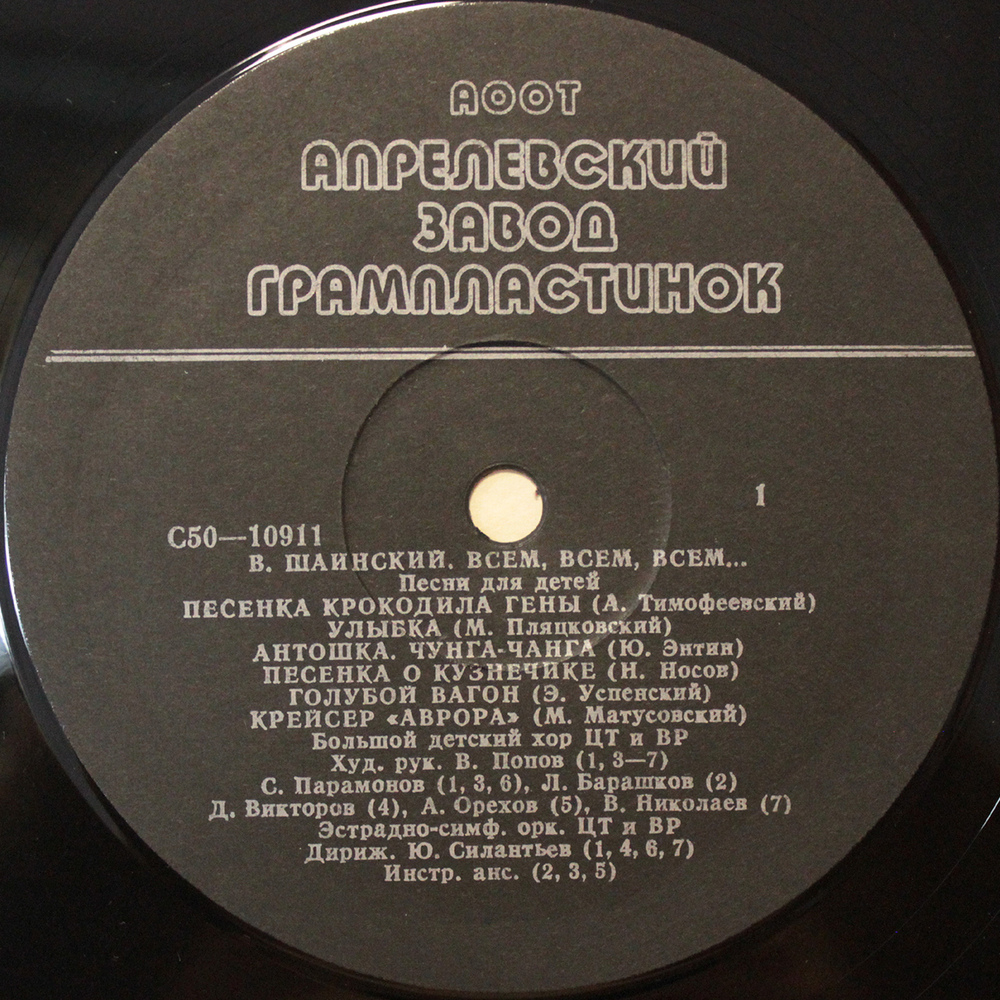 АООТ
АПРЕЛЕВСКИЙ
ЗАВОД
ГРАМПЛАСТИНОК
1
С50—10911
В. ШАИНСКИЙ. ВСЕМ, ВСЕМ, ВСЕМ...
Песни для детей
ПЕСЕНКА КРОКОДИЛА ГЕНЫ (А. Тимофеевский)
УЛЫБКА (М. Пляцковский)
АНТОШКА. ЧУНГА-ЧАНГА (Ю. Энтин)
ПЕСЕНКА О КУЗНЕЧИКЕ (Н. Носов)
ГОЛУБОЙ ВАГОН (Э. Успенский)
КРЕЙСЕР «АВРОРА» (М. Матусовский)
Большой детский хор ЦТ и ВР
Худ. рук. В. Попов (1, 3—7)
С. Парамонов (1, 3, 6), Л. Барашков (2)
Д. Викторов (4), А. Орехов (5), В. Николаев (7)
Эстрадно-симф. орк. ЦТ и ВР
Дириж. Ю. Силантьев (1, 4, 6, 7)
Инстр. анс. (2, 3, 5)